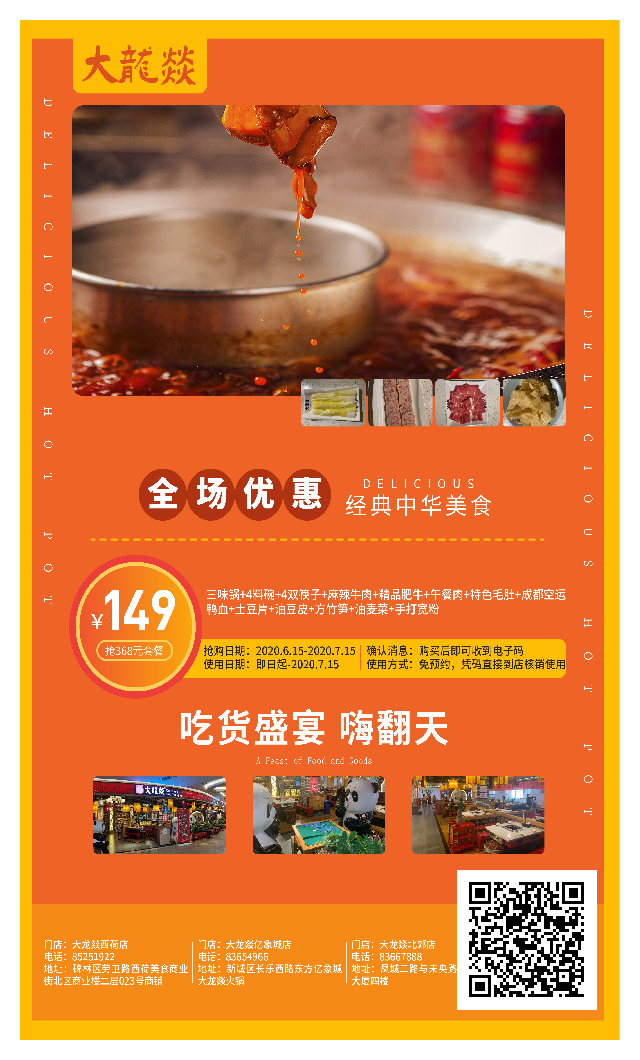 大龍燚
DELICIOUS HOT POT
DELICIOUS HOT POT
全场优惠
DELICIOUS
经典中华美食
¥149
抢368元套餐
三味锅+4料碗+4双筷子+麻辣牛肉+精品肥牛+午餐肉+特色毛肚+成都空运
鸭血+土豆片+油豆皮+方竹笋+油麦菜+手打宽粉
抢购日期：2020.6.15-2020.7.15
使用日期：即日起-2020.7.15
确认消息：购买后即可收到电子码
使用方式：免预约，凭码直接到店核销使用
吃货盛宴 嗨翻天
A Feast of Food and Goods
大龍燚
门店：大龙燚西荷店
电话：85251922
地址：碑林区劳卫路西荷美食商业
街北区商业楼二层023号商铺
门店：大龙燚亿象城店
电话：83654966
地址：新城区长乐西路东方亿象城
大龙燚火锅
门店：大龙燚北郊店
电话：83667888
地址：凤城二路与未央路
大厦四楼